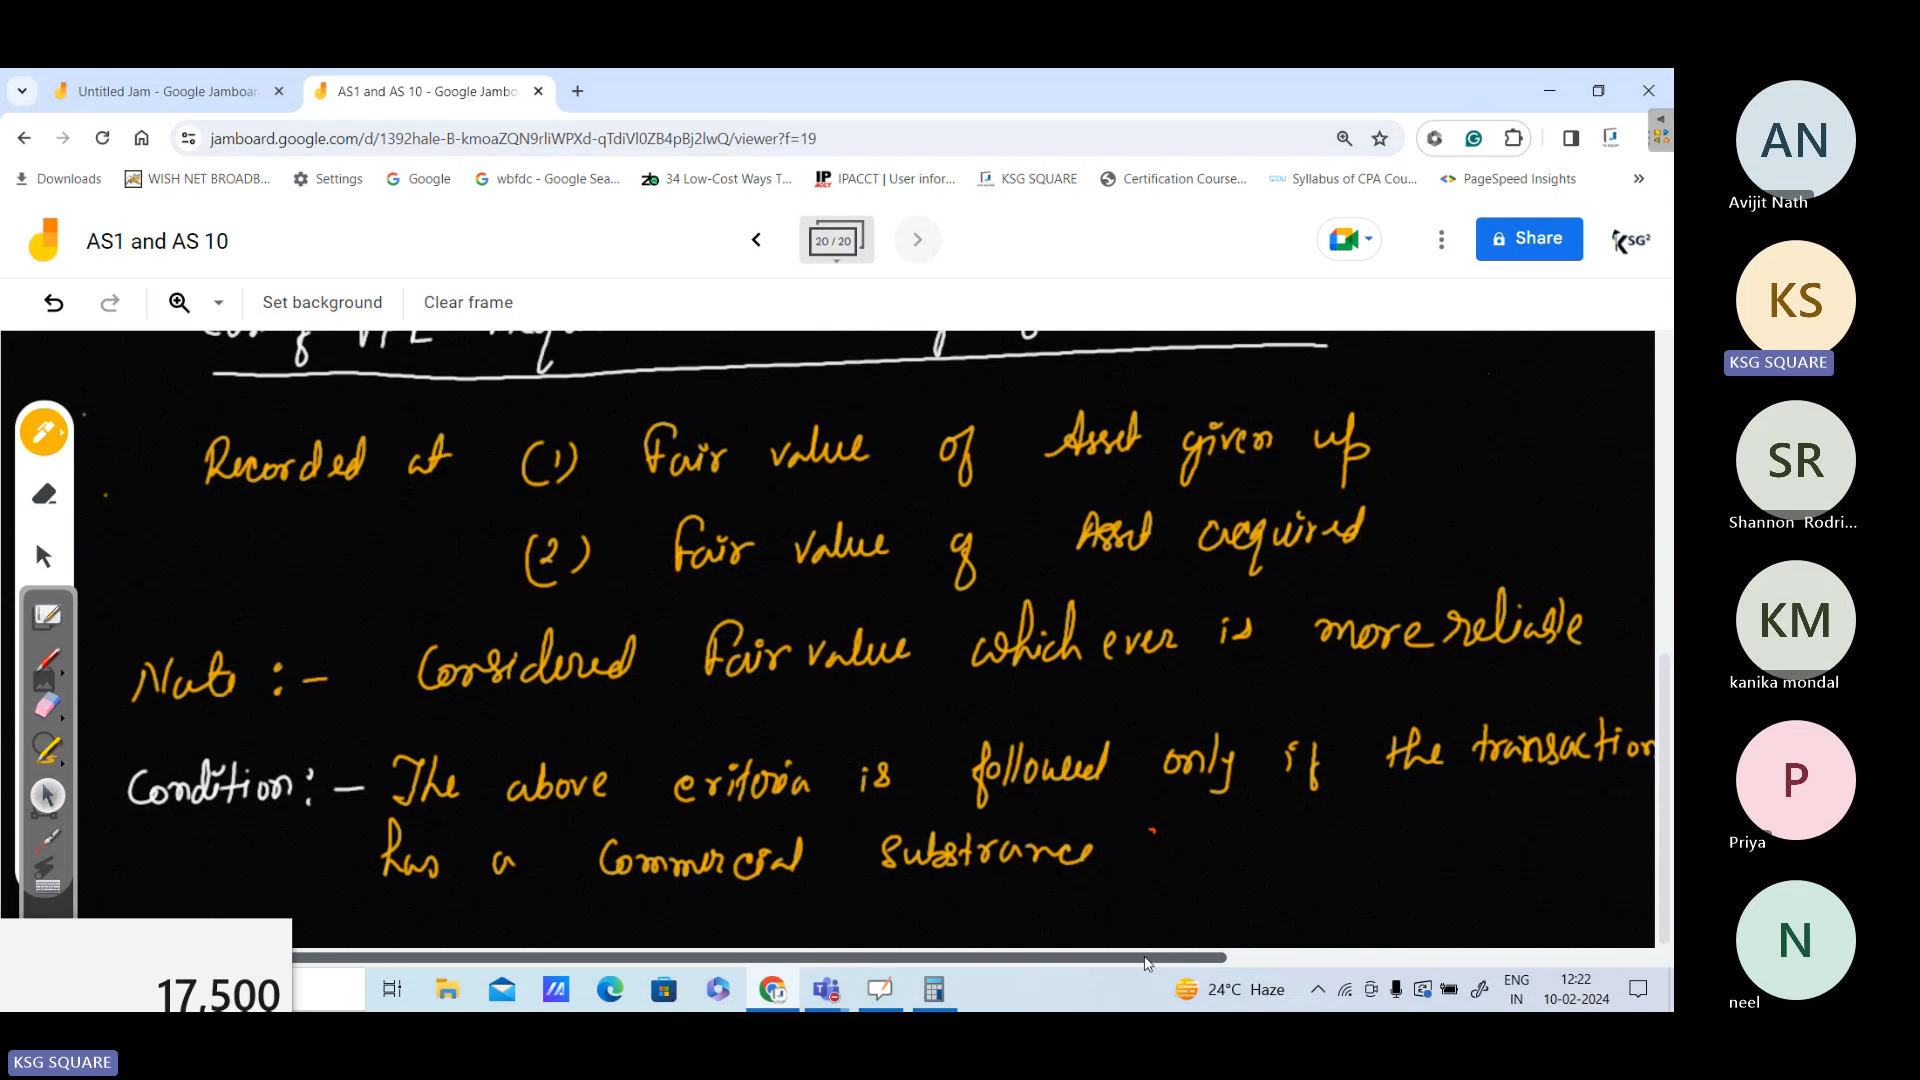 Untitled Jam - Google Jamboar
AS1 and AS 10 - Google Jambo
jamboard.google.com/d/1392hale-B-kmoaZQN9rliWPXd-qTdiVl0ZB4pBj2lwQ/viewer?f=19
Downloads WISH NET BROADB... Settings Google wbfdc - Google Sea... 34 Low-Cost Ways T... IPACCT | User infor... KSG SQUARE Certification Course... Syllabus of CPA Cou... PageSpeed Insights
AS1 and AS 10
20 / 20
Share
KSG²
Set background Clear frame
Recorded at (1) Fair value of Asset given up
(2) Fair value of Asset acquired
Note :- Considered Fair value which ever is more reliable
Condition :- The above criteria is followed only if the transaction
has a Commercial Substrance
17,500
24°C Haze
ENG
IN
12:22
10-02-2024
AN
Avijit Nath
KS
KSG SQUARE
SR
Shannon Rodri...
KM
kanika mondal
P
Priya
N
neel
KSG SQUARE